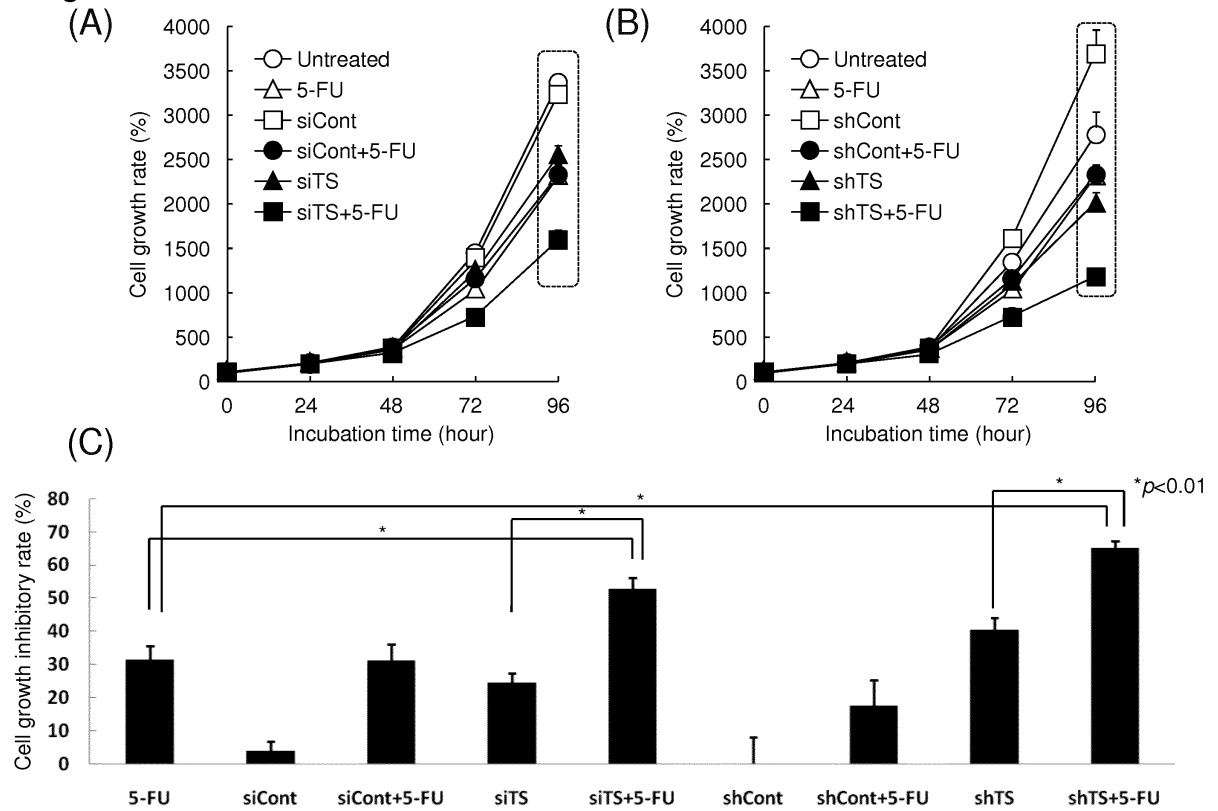 (A)
4000
3500
3000
2500
2000
1500
1000
500
0
Cell growth rate (%)
Untreated
5-FU
siCont
siCont+5-FU
siTS
siTS+5-FU
0 24 48 72 96
Incubation time (hour)
(B)
4000
3500
3000
2500
2000
1500
1000
500
0
Cell growth rate (%)
Untreated
5-FU
shCont
shCont+5-FU
shTS
shTS+5-FU
0 24 48 72 96
Incubation time (hour)
(C)
80
70
60
50
40
30
20
10
0
Cell growth inhibitory rate (%)
*
*
*
*
*p<0.01
5-FU siCont siCont+5-FU siTS siTS+5-FU shCont shCont+5-FU shTS shTS+5-FU